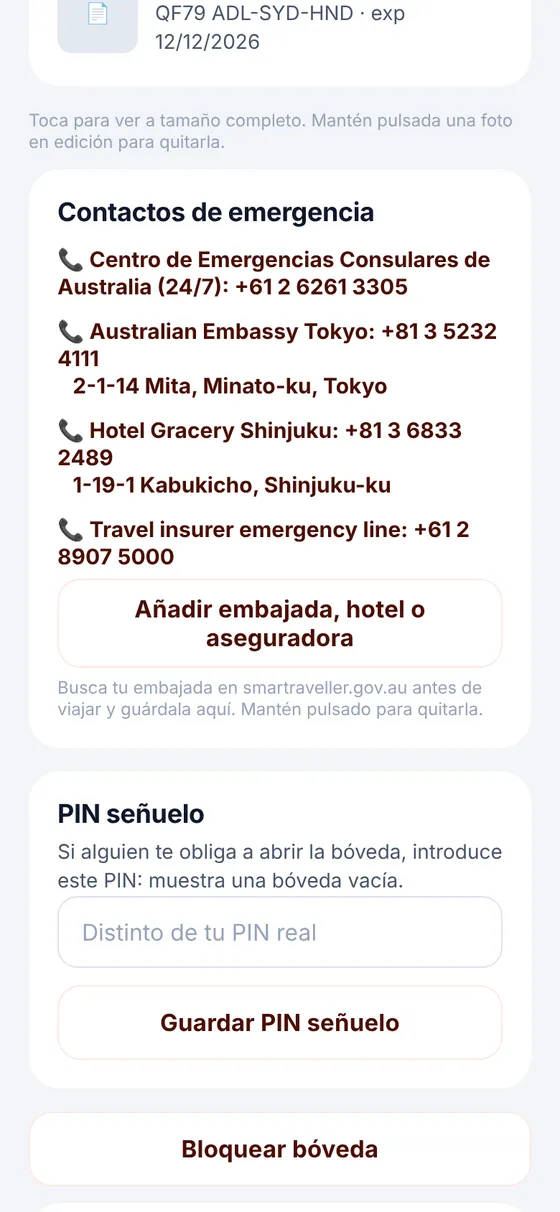 QF79 ADL-SYD-HND · exp
12/12/2026
Toca para ver a tamaño completo. Mantén pulsada una foto
en edición para quitarla.
Contactos de emergencia
📞 Centro de Emergencias Consulares de
Australia (24/7): +61 2 6261 3305
📞 Australian Embassy Tokyo: +81 3 5232
4111
2-1-14 Mita, Minato-ku, Tokyo
📞 Hotel Gracery Shinjuku: +81 3 6833
2489
1-19-1 Kabukicho, Shinjuku-ku
📞 Travel insurer emergency line: +61 2
8907 5000
Añadir embajada, hotel o
aseguradora
Busca tu embajada en smartraveller.gov.au antes de
viajar y guárdala aquí. Mantén pulsado para quitarla.
PIN señuelo
Si alguien te obliga a abrir la bóveda, introduce
este PIN: muestra una bóveda vacía.
Distinto de tu PIN real
Guardar PIN señuelo
Bloquear bóveda